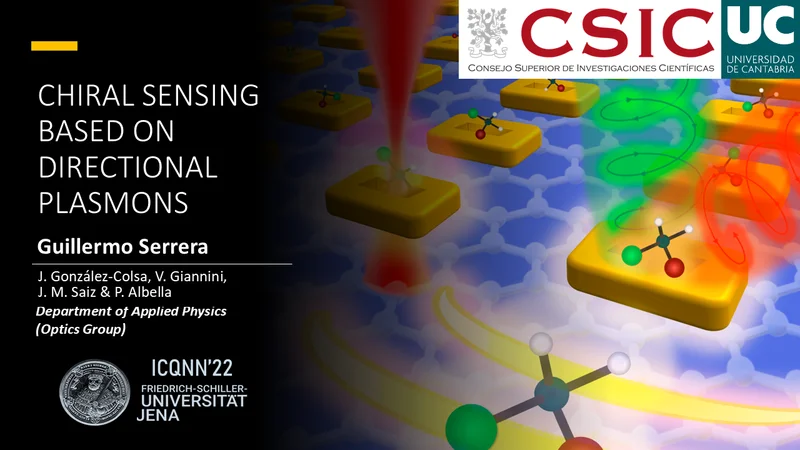 CSIC
CONSEJO SUPERIOR DE INVESTIGACIONES CIENTÍFICAS
UC
UNIVERSIDAD
DE CANTABRIA
CHIRAL SENSING
BASED ON
DIRECTIONAL
PLASMONS
Guillermo Serrera
J. González-Colsa, V. Giannini,
J. M. Saiz & P. Albella
Department of Applied Physics
(Optics Group)
ICQNN'22
FRIEDRICH-SCHILLER-
UNIVERSITÄT
JENA